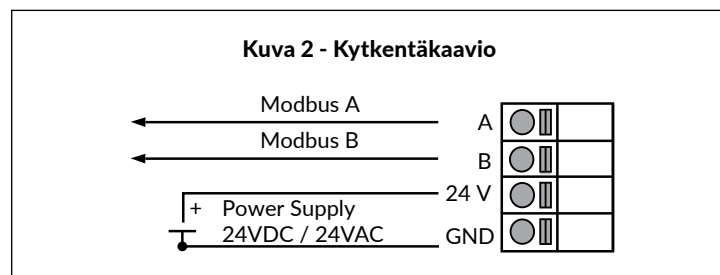 Kuva 2 - Kytkentäkaavio
Modbus A
A
Modbus B
B
24 V
+ Power Supply
24VDC / 24VAC
GND